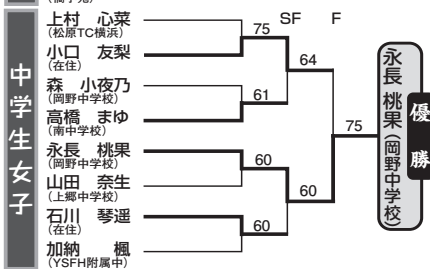 中学生女子
SF F
上村 心菜
(松原TC横浜)
小口 友梨
(在住)
森 小夜乃
(岡野中学校)
高橋 まゆ
(南中学校)
永長 桃果
(岡野中学校)
山田 奈生
(上郷中学校)
石川 琴遥
(在住)
加納 楓
(YSFH附属中)
75
61
60
60
64
60
75
永長 桃果(岡野中学校)
優勝